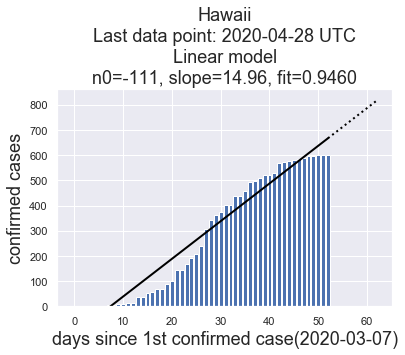 Hawaii
Last data point: 2020-04-28 UTC
Linear model
n0=-111, slope=14.96, fit=0.9460
800
700
600
500
400
300
200
100
0
confirmed cases
0 10 20 30 40 50 60
days since 1st confirmed case(2020-03-07)